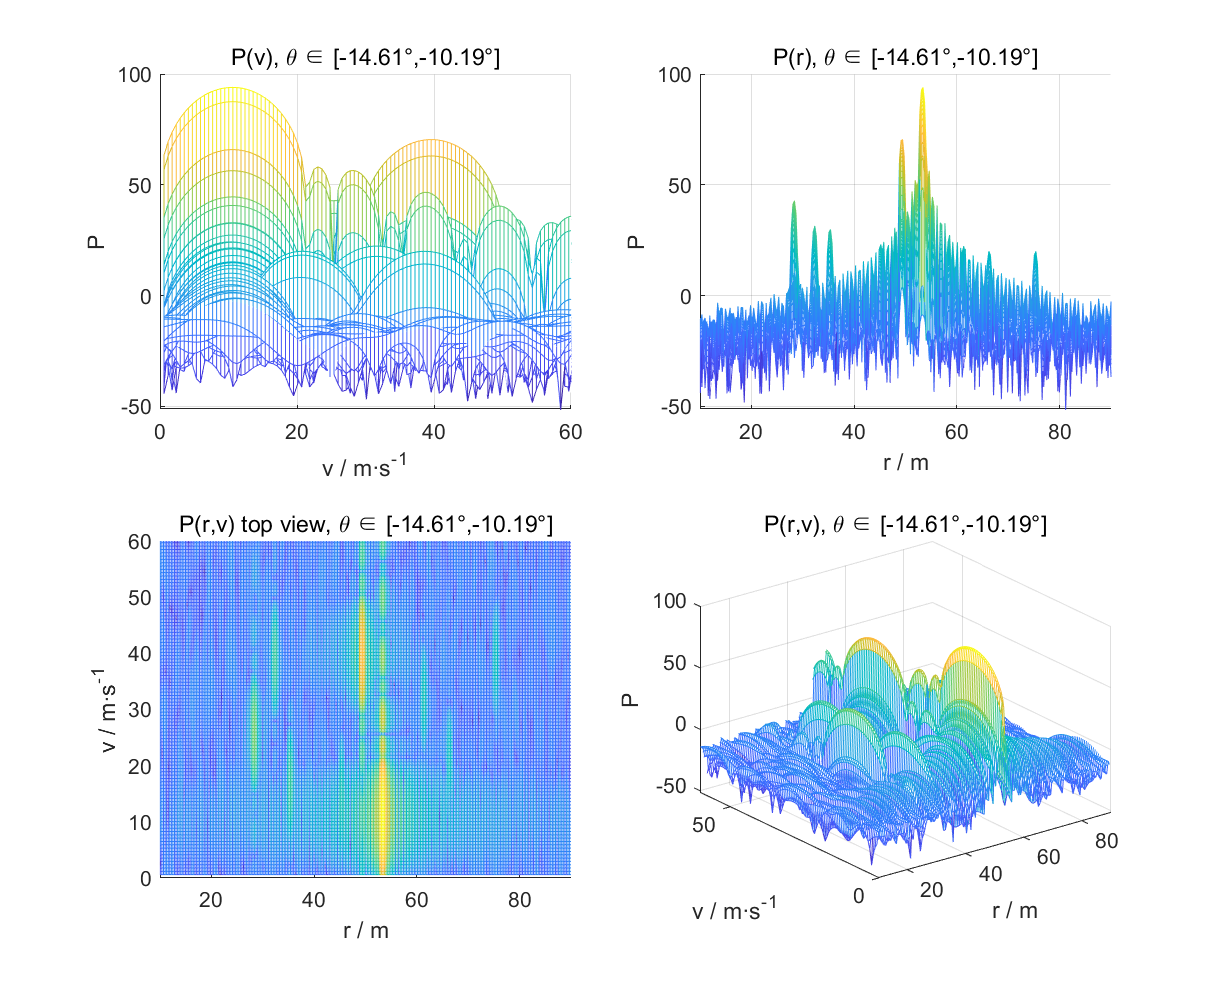 P(v), θ ∈ [-14.61°,-10.19°]
100
50
0
-50
P
0 20 40 60
v / m·s⁻¹
P(r), θ ∈ [-14.61°,-10.19°]
100
50
0
-50
P
20 40 60 80
r / m
P(r,v) top view, θ ∈ [-14.61°,-10.19°]
60
50
40
30
20
10
0
v / m·s⁻¹
20 40 60 80
r / m
P(r,v), θ ∈ [-14.61°,-10.19°]
100
50
0
-50
P
50
0
v / m·s⁻¹
20 40 60 80
r / m